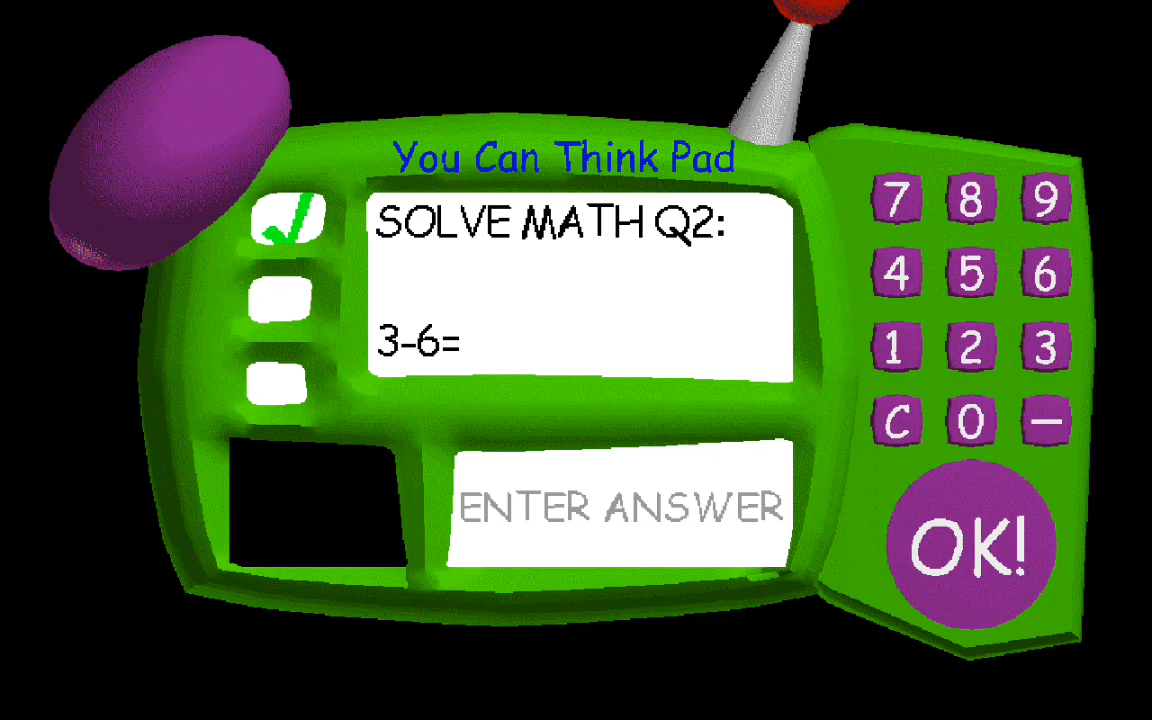 You Can Think Pad
SOLVE MATH Q2:
3-6=
ENTER ANSWER
7 8 9
4 5 6
1 2 3
C 0 –
OK!